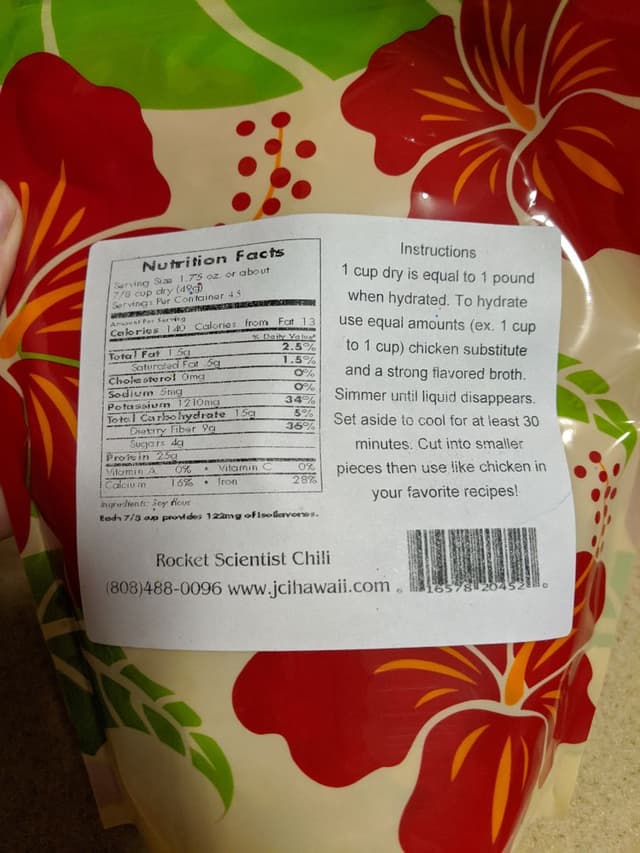 Nutrition Facts
Serving Size 1.75 oz. or about
7/8 cup dry (49g)
Servings Per Container 4.5
Amount Per Serving
Calories 140 Calories from Fat 13
% Daily Value*
Total Fat 1.5g 2.5%
Saturated Fat .5g 1.5%
Cholesterol 0mg 0%
Sodium 5mg 0%
Potassium 1210mg 34%
Total Carbohydrate 15g 5%
Dietary Fiber 9g 36%
Sugars 4g
Protein 25g
Vitamin A 0% • Vitamin C 0%
Calcium 16% • Iron 28%
Ingredients: Soy flour
Each 7/8 cup provides 122mg of Isoflavones.
Instructions
1 cup dry is equal to 1 pound
when hydrated. To hydrate
use equal amounts (ex. 1 cup
to 1 cup) chicken substitute
and a strong flavored broth.
Simmer until liquid disappears.
Set aside to cool for at least 30
minutes. Cut into smaller
pieces then use like chicken in
your favorite recipes!
Rocket Scientist Chili
(808)488-0096 www.jcihawaii.com